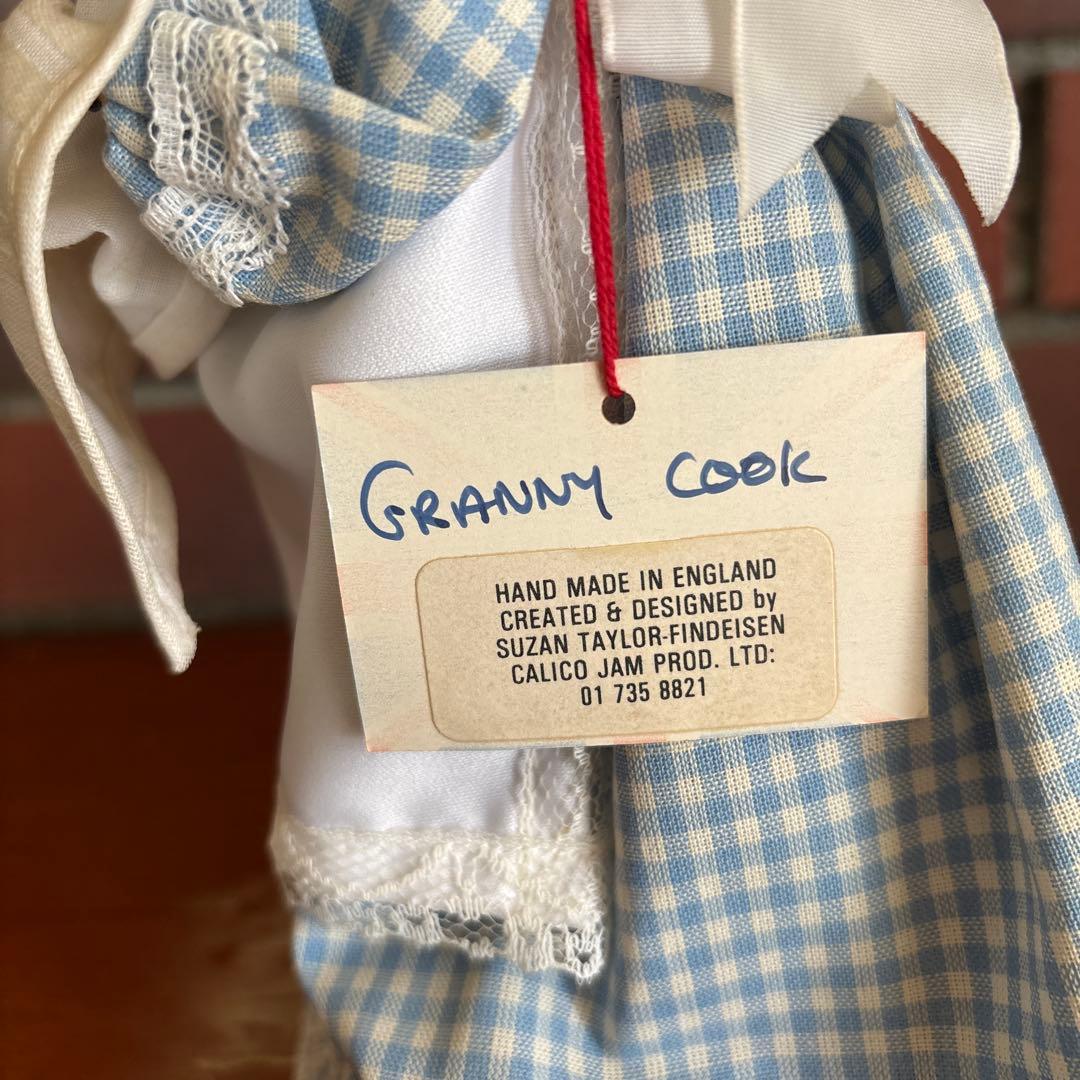 GRANNY COOK
HAND MADE IN ENGLAND
CREATED & DESIGNED by
SUZAN TAYLOR-FINDEISEN
CALICO JAM PROD. LTD:
01 735 8821